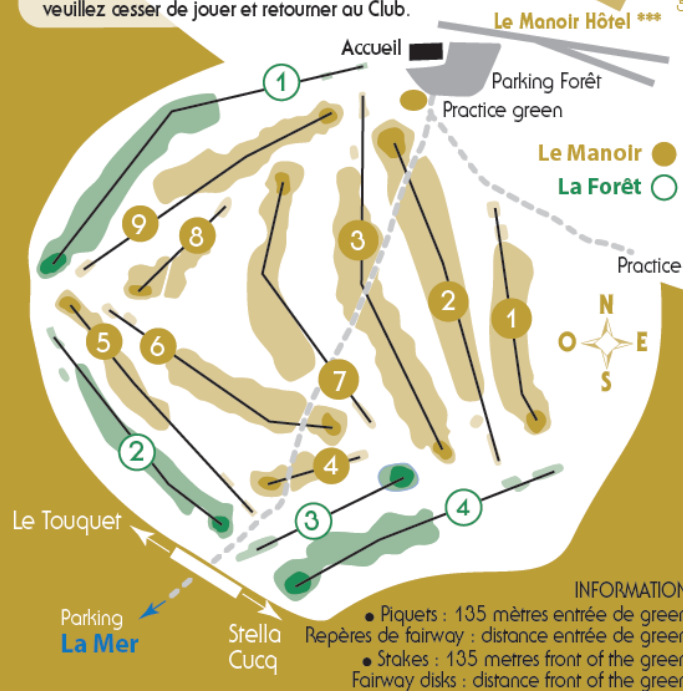 veuillez cesser de jouer et retourner au Club.
Le Manoir Hôtel ***
Accueil
Parking Forêt
Practice green
1
Le Manoir
La Forêt
9
8
3
Practice
N
O
E
S
2
1
5
6
7
2
4
3
4
Le Touquet
Parking
La Mer
Stella
Cucq
INFORMATION
• Piquets : 135 mètres entrée de green
Repères de fairway : distance entrée de green
• Stakes : 135 metres front of the green
Fairway disks : distance front of the green